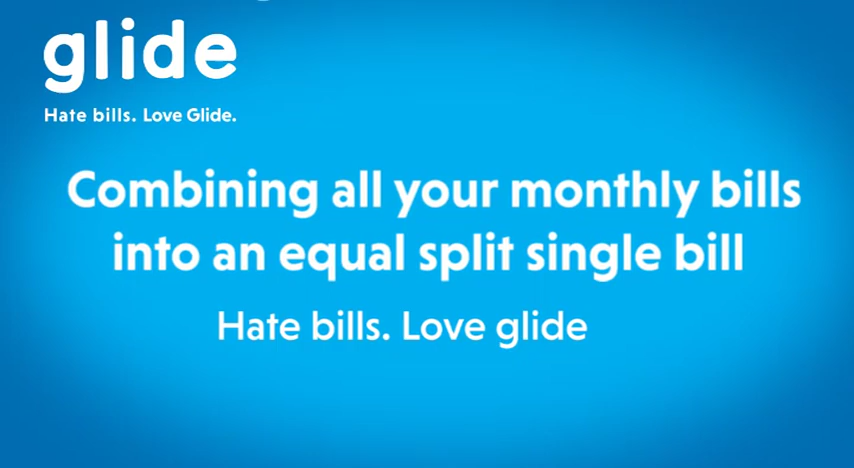 glide
Hate bills. Love Glide.
Combining all your monthly bills
into an equal split single bill
Hate bills. Love glide